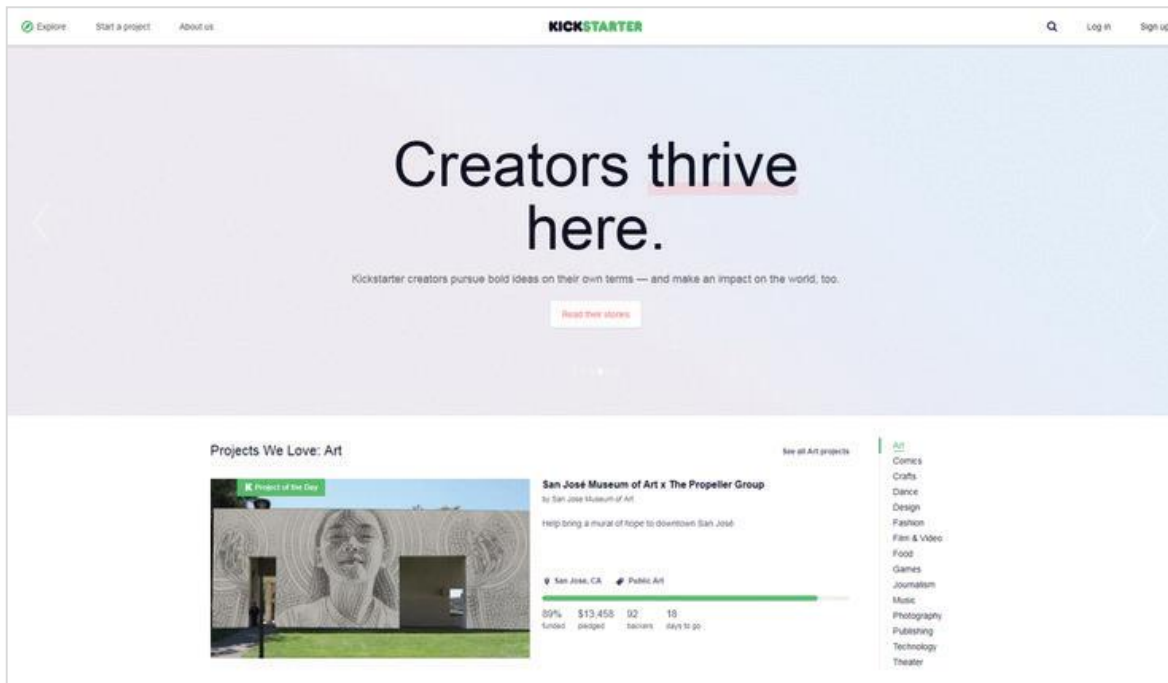 Explore
Start a project
About us
KICKSTARTER
Log in
Sign up
Creators thrive
here.
Kickstarter creators pursue bold ideas on their own terms — and make an impact on the world, too.
Read their stories
Projects We Love: Art
See all Art projects
Project of the Day
San José Museum of Art x The Propeller Group
by San Jose Museum of Art
Help bring a mural of hope to downtown San José
San Jose, CA
Public Art
89% $13,458 92 18
funded pledged backers days to go
Art
Comics
Crafts
Dance
Design
Fashion
Film & Video
Food
Games
Journalism
Music
Photography
Publishing
Technology
Theater